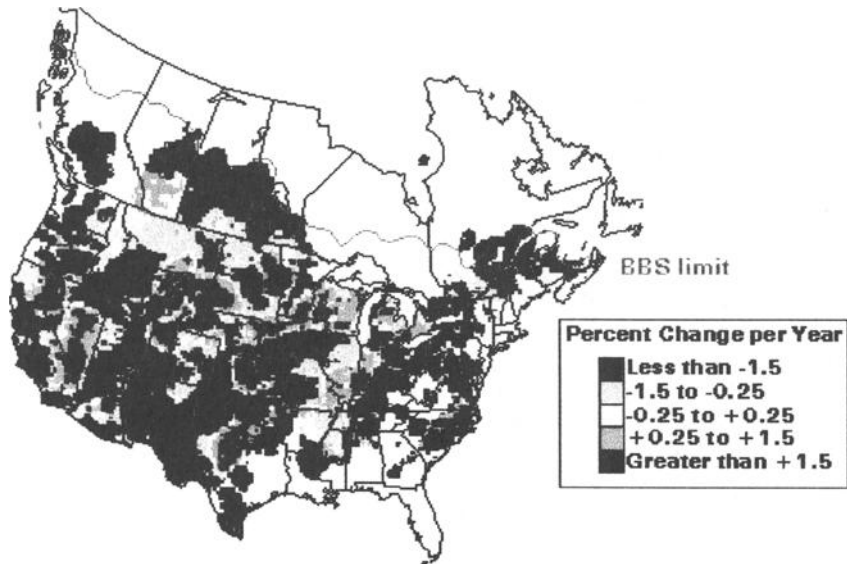 BBS limit
Percent Change per Year
Less than -1.5
-1.5 to -0.25
-0.25 to +0.25
+0.25 to +1.5
Greater than +1.5